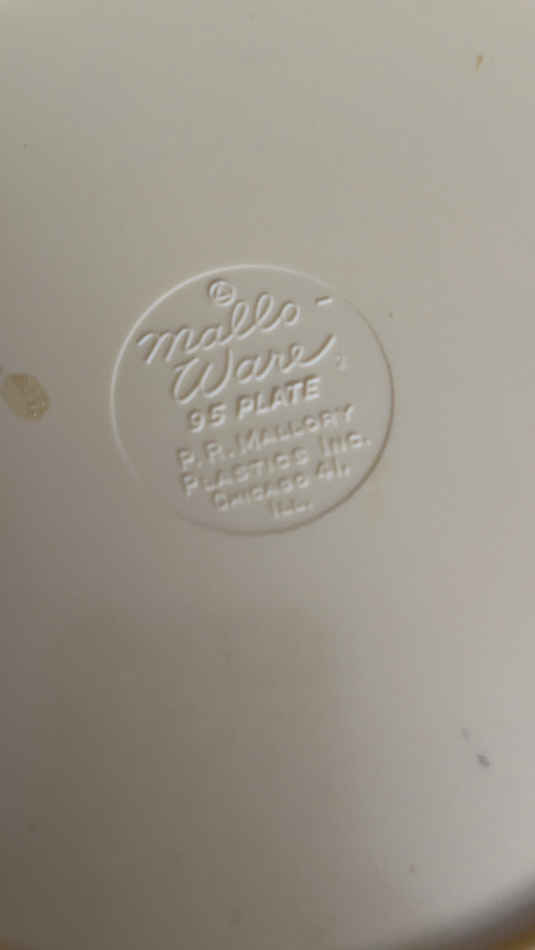 Mallo-
Ware
95 PLATE
P. R. MALLORY
PLASTICS INC.
CHICAGO 41,
ILL.